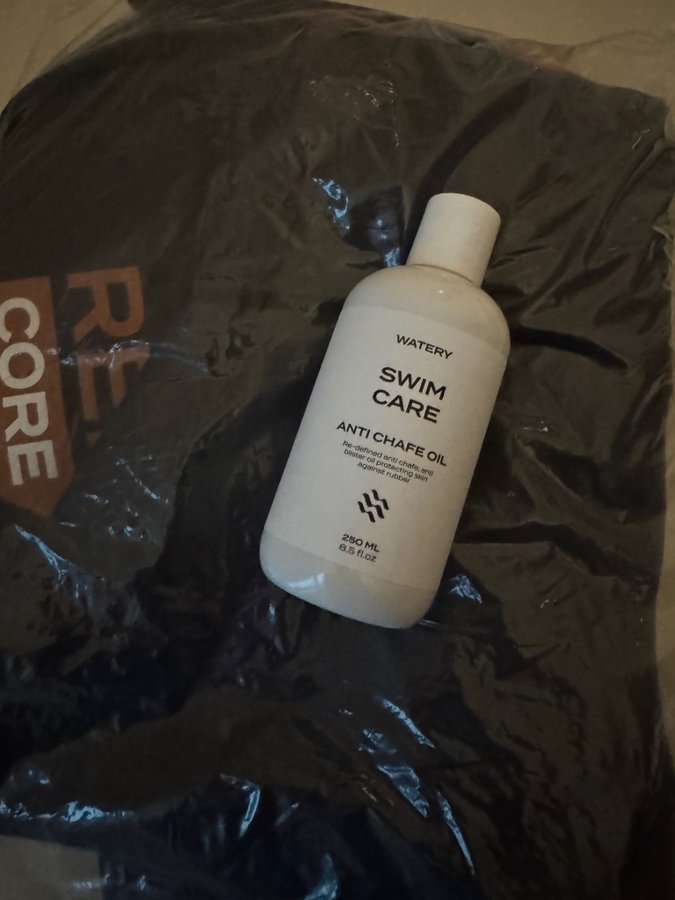 WATERY
SWIM
CARE
ANTI CHAFE OIL
Re-defined anti chafe, anti
blister oil protecting skin
against rubber
250 ML
8.5 fl.oz
RE:
CORE